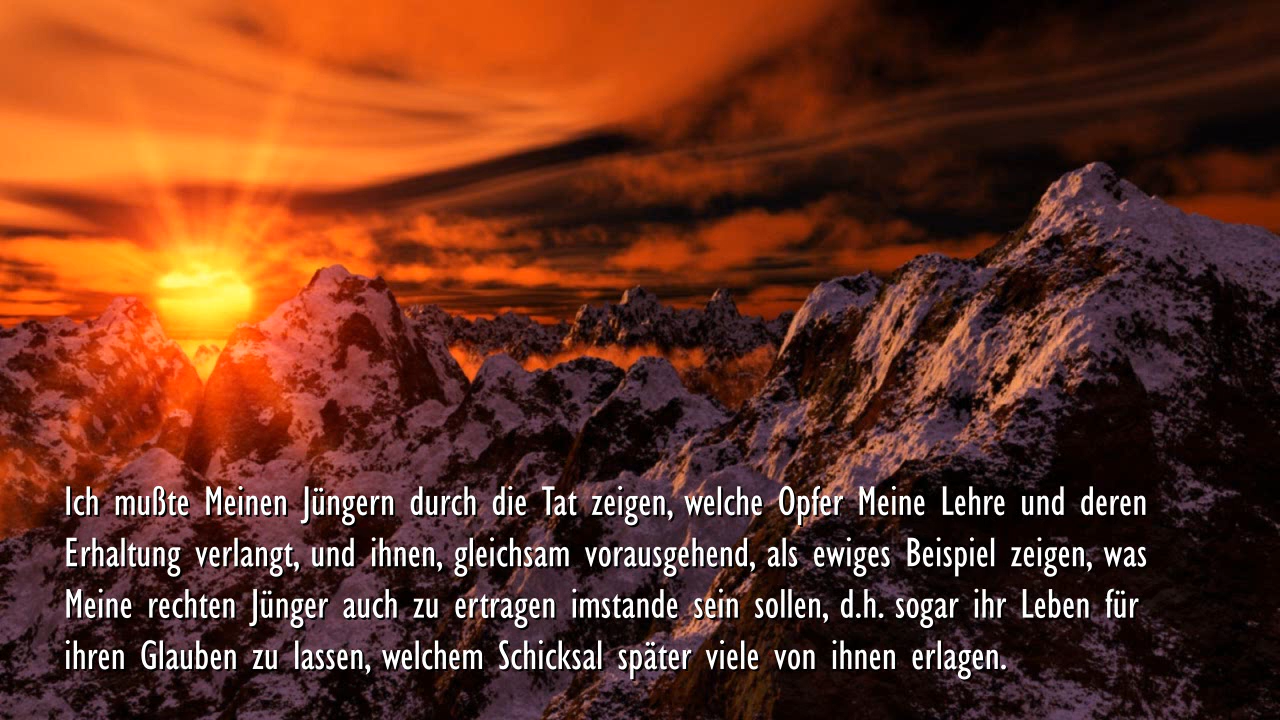 Ich mußte Meinen Jüngern durch die Tat zeigen, welche Opfer Meine Lehre und deren
Erhaltung verlangt, und ihnen, gleichsam vorausgehend, als ewiges Beispiel zeigen, was
Meine rechten Jünger auch zu ertragen imstande sein sollen, d.h. sogar ihr Leben für
ihren Glauben zu lassen, welchem Schicksal später viele von ihnen erlagen.